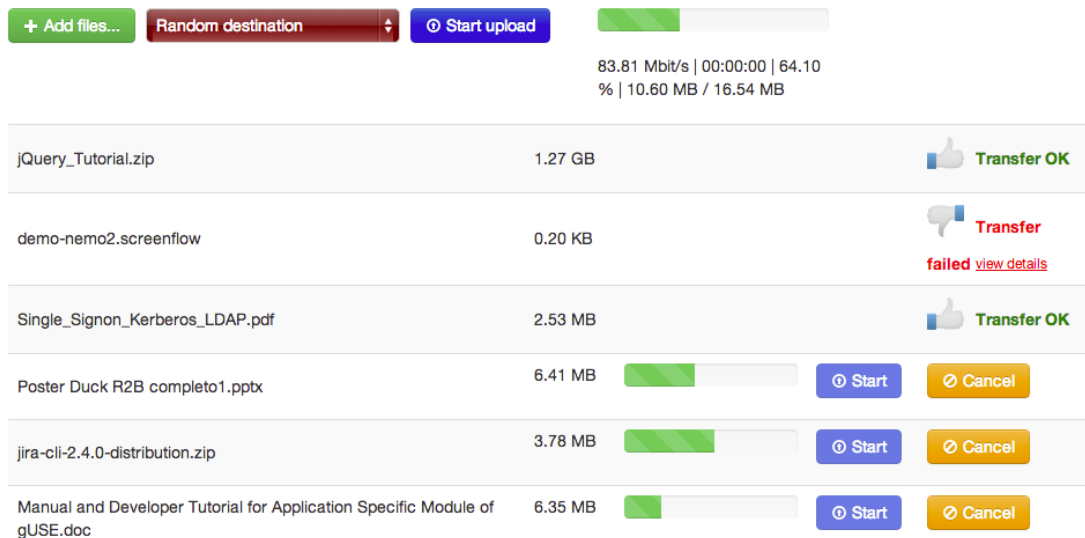 + Add files...
Random destination
Start upload
83.81 Mbit/s | 00:00:00 | 64.10
% | 10.60 MB / 16.54 MB
jQuery_Tutorial.zip 1.27 GB Transfer OK
demo-nemo2.screenflow 0.20 KB Transfer
failed view details
Single_Signon_Kerberos_LDAP.pdf 2.53 MB Transfer OK
Poster Duck R2B completo1.pptx 6.41 MB Start Cancel
jira-cli-2.4.0-distribution.zip 3.78 MB Start Cancel
Manual and Developer Tutorial for Application Specific Module of 6.35 MB Start Cancel
gUSE.doc